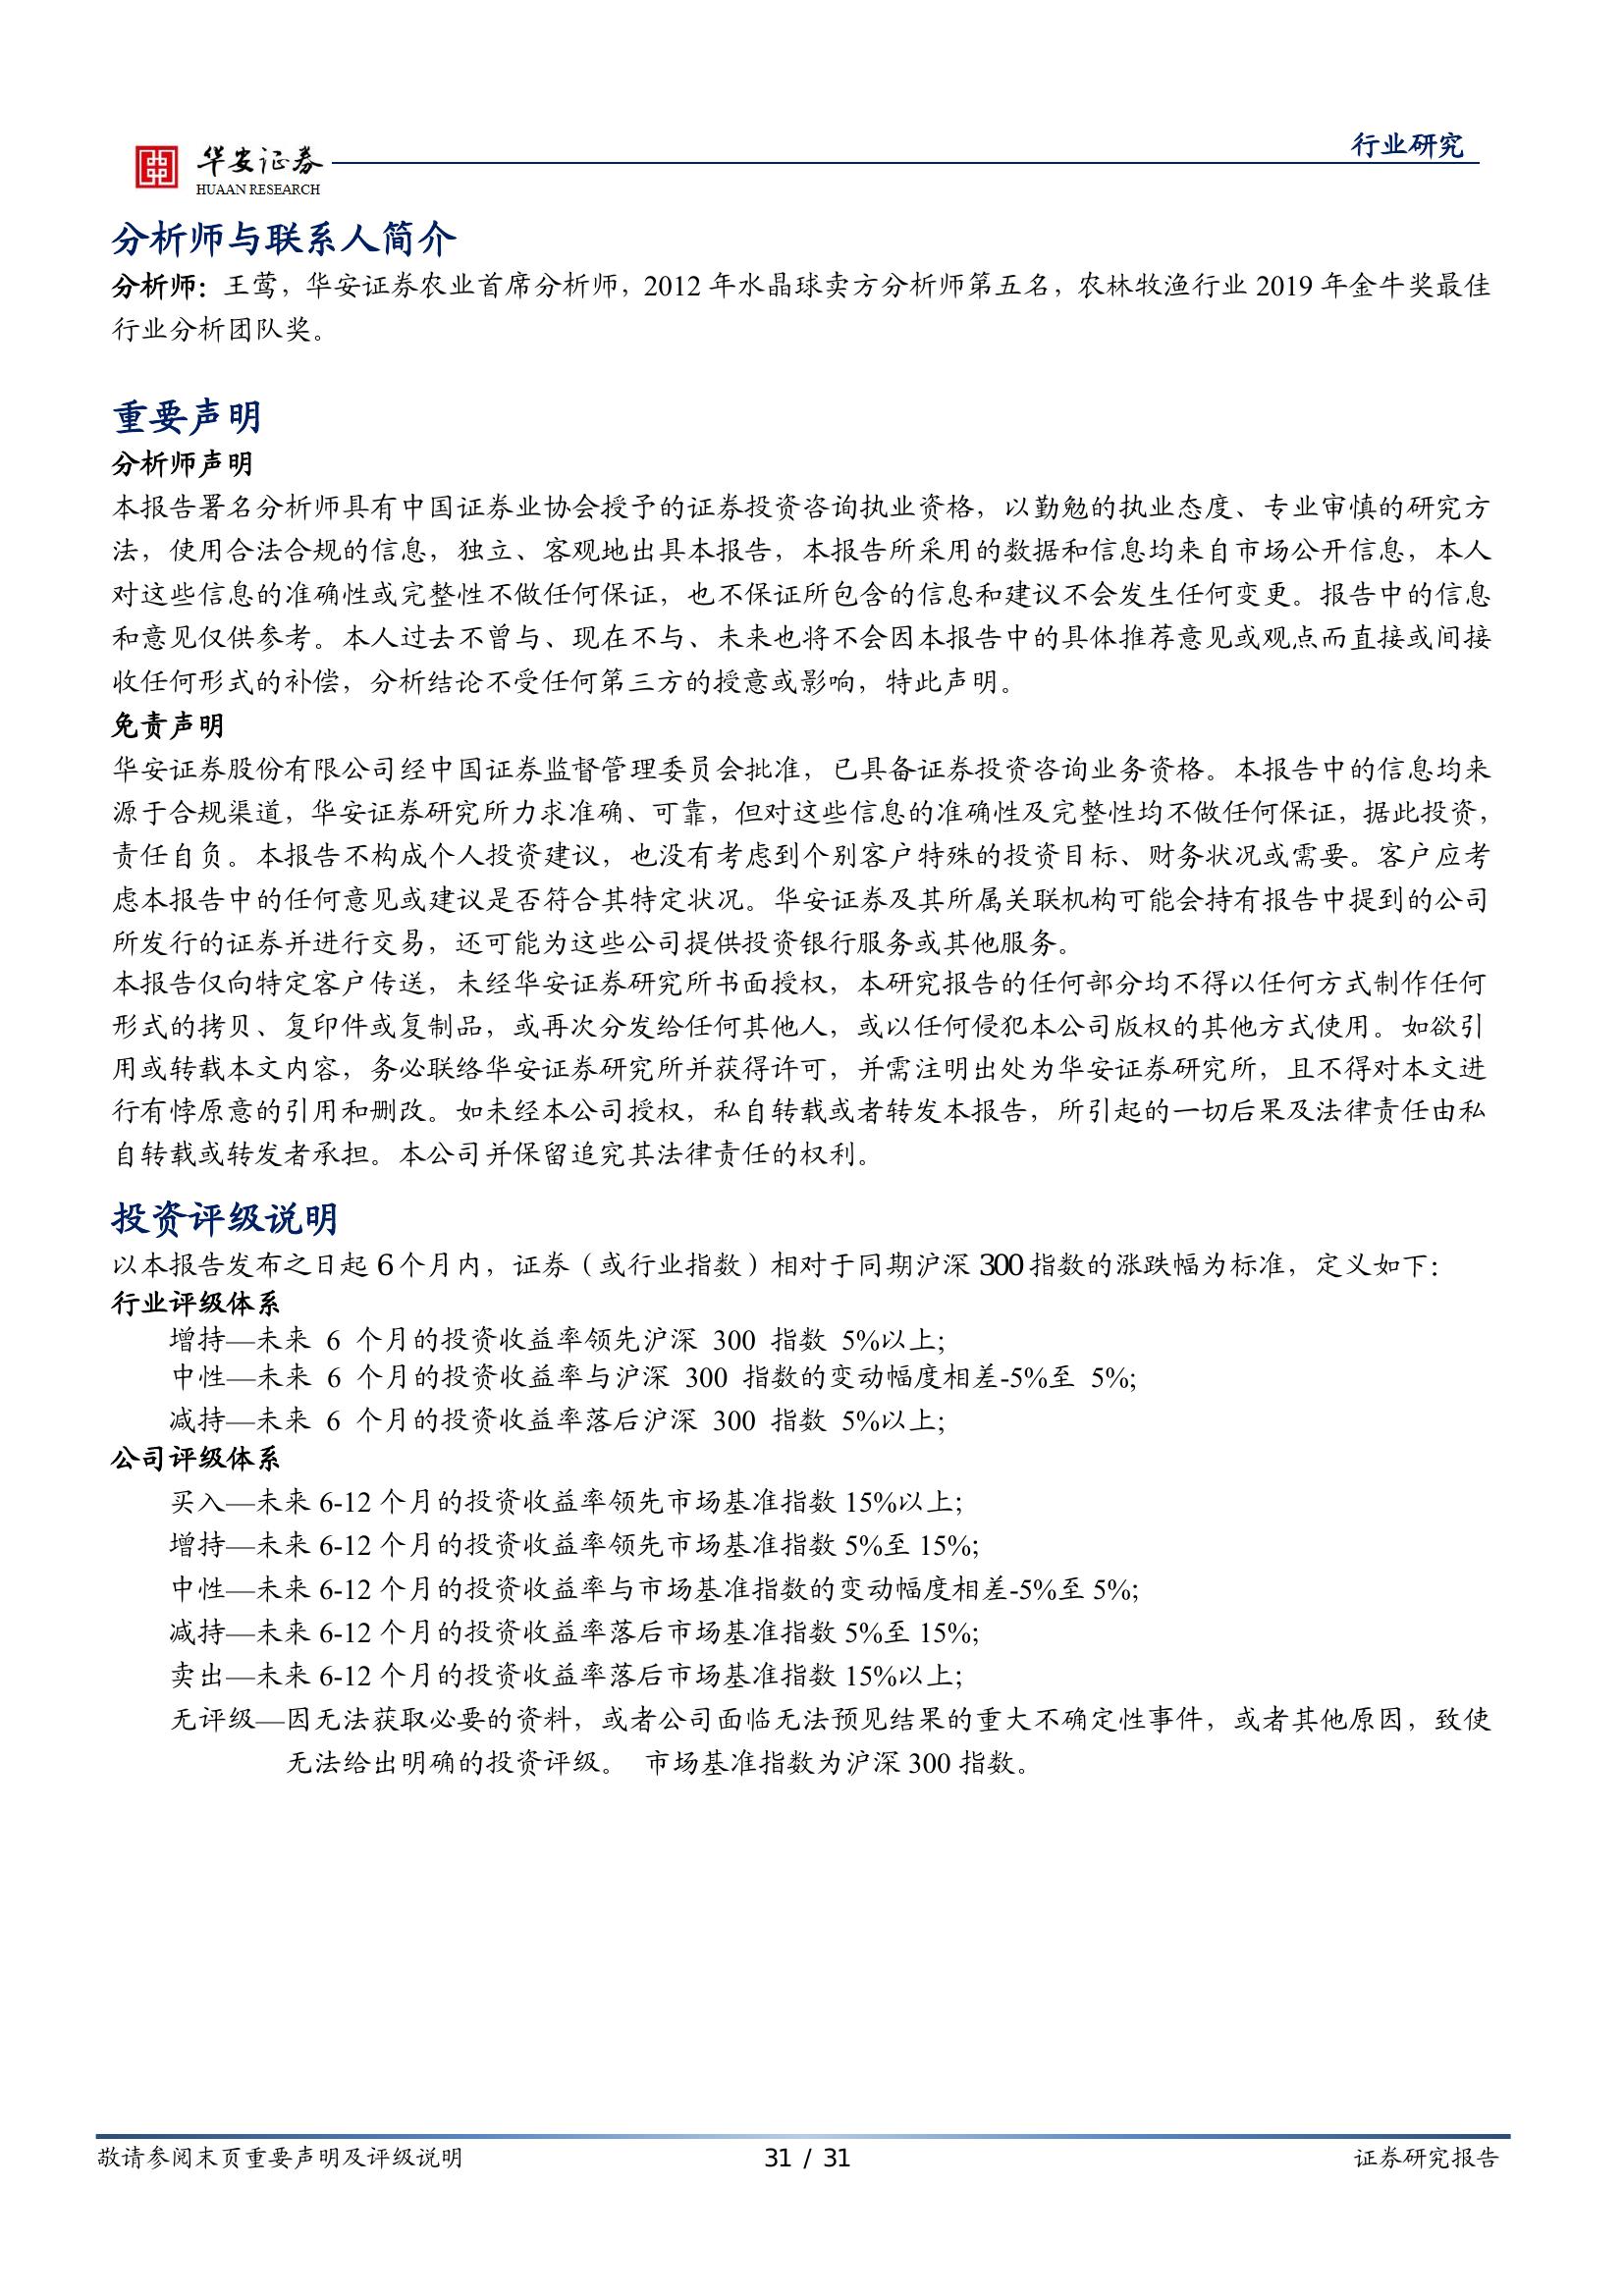 华安证券
HUAAN RESEARCH
行业研究
分析师与联系人简介
分析师：王莺，华安证券农业首席分析师，2012 年水晶球卖方分析师第五名，农林牧渔行业 2019 年金牛奖最佳
行业分析团队奖。
重要声明
分析师声明
本报告署名分析师具有中国证券业协会授予的证券投资咨询执业资格，以勤勉的执业态度、专业审慎的研究方
法，使用合法合规的信息，独立、客观地出具本报告，本报告所采用的数据和信息均来自市场公开信息，本人
对这些信息的准确性或完整性不做任何保证，也不保证所包含的信息和建议不会发生任何变更。报告中的信息
和意见仅供参考。本人过去不曾与、现在不与、未来也将不会因本报告中的具体推荐意见或观点而直接或间接
收任何形式的补偿，分析结论不受任何第三方的授意或影响，特此声明。
免责声明
华安证券股份有限公司经中国证券监督管理委员会批准，已具备证券投资咨询业务资格。本报告中的信息均来
源于合规渠道，华安证券研究所力求准确、可靠，但对这些信息的准确性及完整性均不做任何保证，据此投资，
责任自负。本报告不构成个人投资建议，也没有考虑到个别客户特殊的投资目标、财务状况或需要。客户应考
虑本报告中的任何意见或建议是否符合其特定状况。华安证券及其所属关联机构可能会持有报告中提到的公司
所发行的证券并进行交易，还可能为这些公司提供投资银行服务或其他服务。
本报告仅向特定客户传送，未经华安证券研究所书面授权，本研究报告的任何部分均不得以任何方式制作任何
形式的拷贝、复印件或复制品，或再次分发给任何其他人，或以任何侵犯本公司版权的其他方式使用。如欲引
用或转载本文内容，务必联络华安证券研究所并获得许可，并需注明出处为华安证券研究所，且不得对本文进
行有悖原意的引用和删改。如未经本公司授权，私自转载或者转发本报告，所引起的一切后果及法律责任由私
自转载或转发者承担。本公司并保留追究其法律责任的权利。
投资评级说明
以本报告发布之日起 6 个月内，证券（或行业指数）相对于同期沪深 300 指数的涨跌幅为标准，定义如下：
行业评级体系
增持—未来 6 个月的投资收益率领先沪深 300 指数 5%以上;
中性—未来 6 个月的投资收益率与沪深 300 指数的变动幅度相差-5%至 5%;
减持—未来 6 个月的投资收益率落后沪深 300 指数 5%以上;
公司评级体系
买入—未来 6-12 个月的投资收益率领先市场基准指数 15%以上;
增持—未来 6-12 个月的投资收益率领先市场基准指数 5%至 15%;
中性—未来 6-12 个月的投资收益率与市场基准指数的变动幅度相差-5%至 5%;
减持—未来 6-12 个月的投资收益率落后市场基准指数 5%至 15%;
卖出—未来 6-12 个月的投资收益率落后市场基准指数 15%以上;
无评级—因无法获取必要的资料，或者公司面临无法预见结果的重大不确定性事件，或者其他原因，致使
无法给出明确的投资评级。 市场基准指数为沪深 300 指数。
敬请参阅末页重要声明及评级说明
31 / 31
证券研究报告